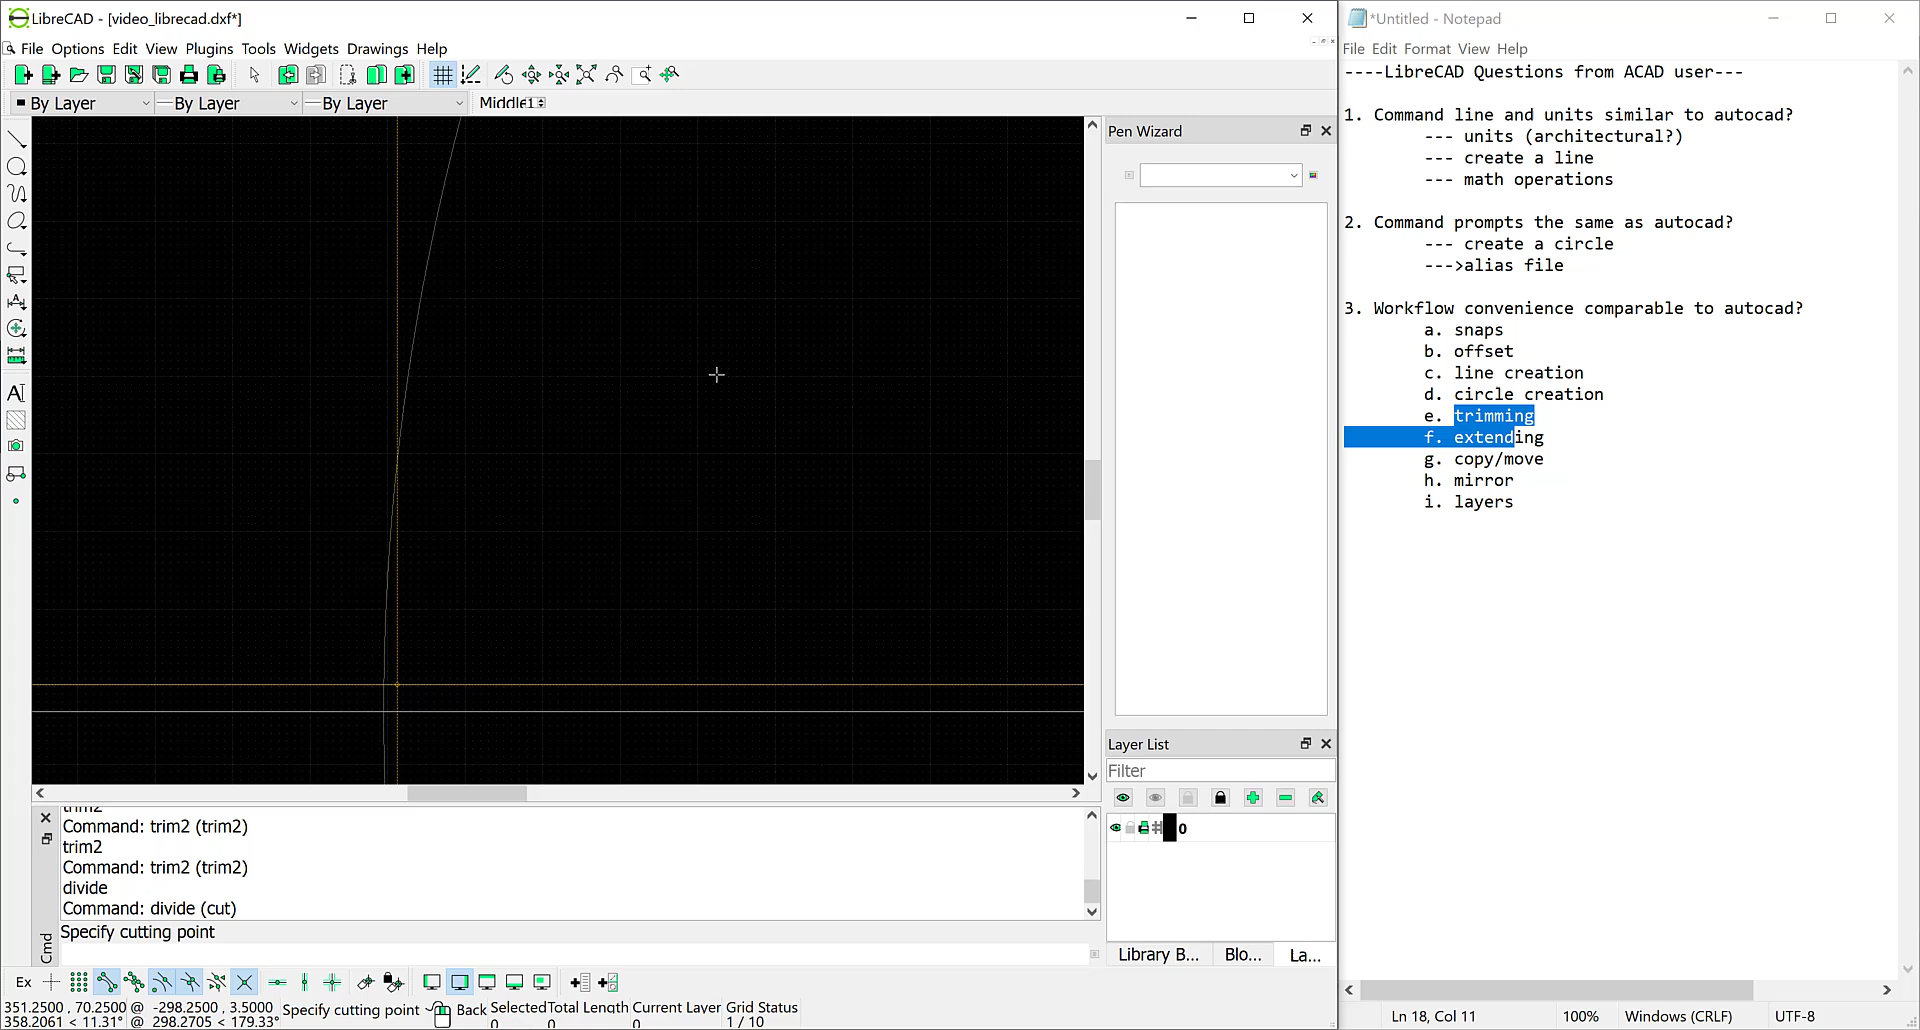 LibreCAD - [video_librecad.dxf*]
File Options Edit View Plugins Tools Widgets Drawings Help
By Layer By Layer By Layer Middle1
Pen Wizard
Layer List
Filter
0
Library B... Blo... La...
trim2
Command: trim2 (trim2)
trim2
Command: trim2 (trim2)
divide
Command: divide (cut)
Specify cutting point
Cmd
Ex
351.2500 , 70.2500 @ -298.2500 , 3.5000
358.2061 < 11.31° @ 298.2705 < 179.33°
Specify cutting point Back
Selected Total Length Current Layer Grid Status
0 0 0 1 / 10
*Untitled - Notepad
File Edit Format View Help
----LibreCAD Questions from ACAD user---
1. Command line and units similar to autocad?
--- units (architectural?)
--- create a line
--- math operations
2. Command prompts the same as autocad?
--- create a circle
--->alias file
3. Workflow convenience comparable to autocad?
a. snaps
b. offset
c. line creation
d. circle creation
e. trimming
f. extending
g. copy/move
h. mirror
i. layers
Ln 18, Col 11 100% Windows (CRLF) UTF-8